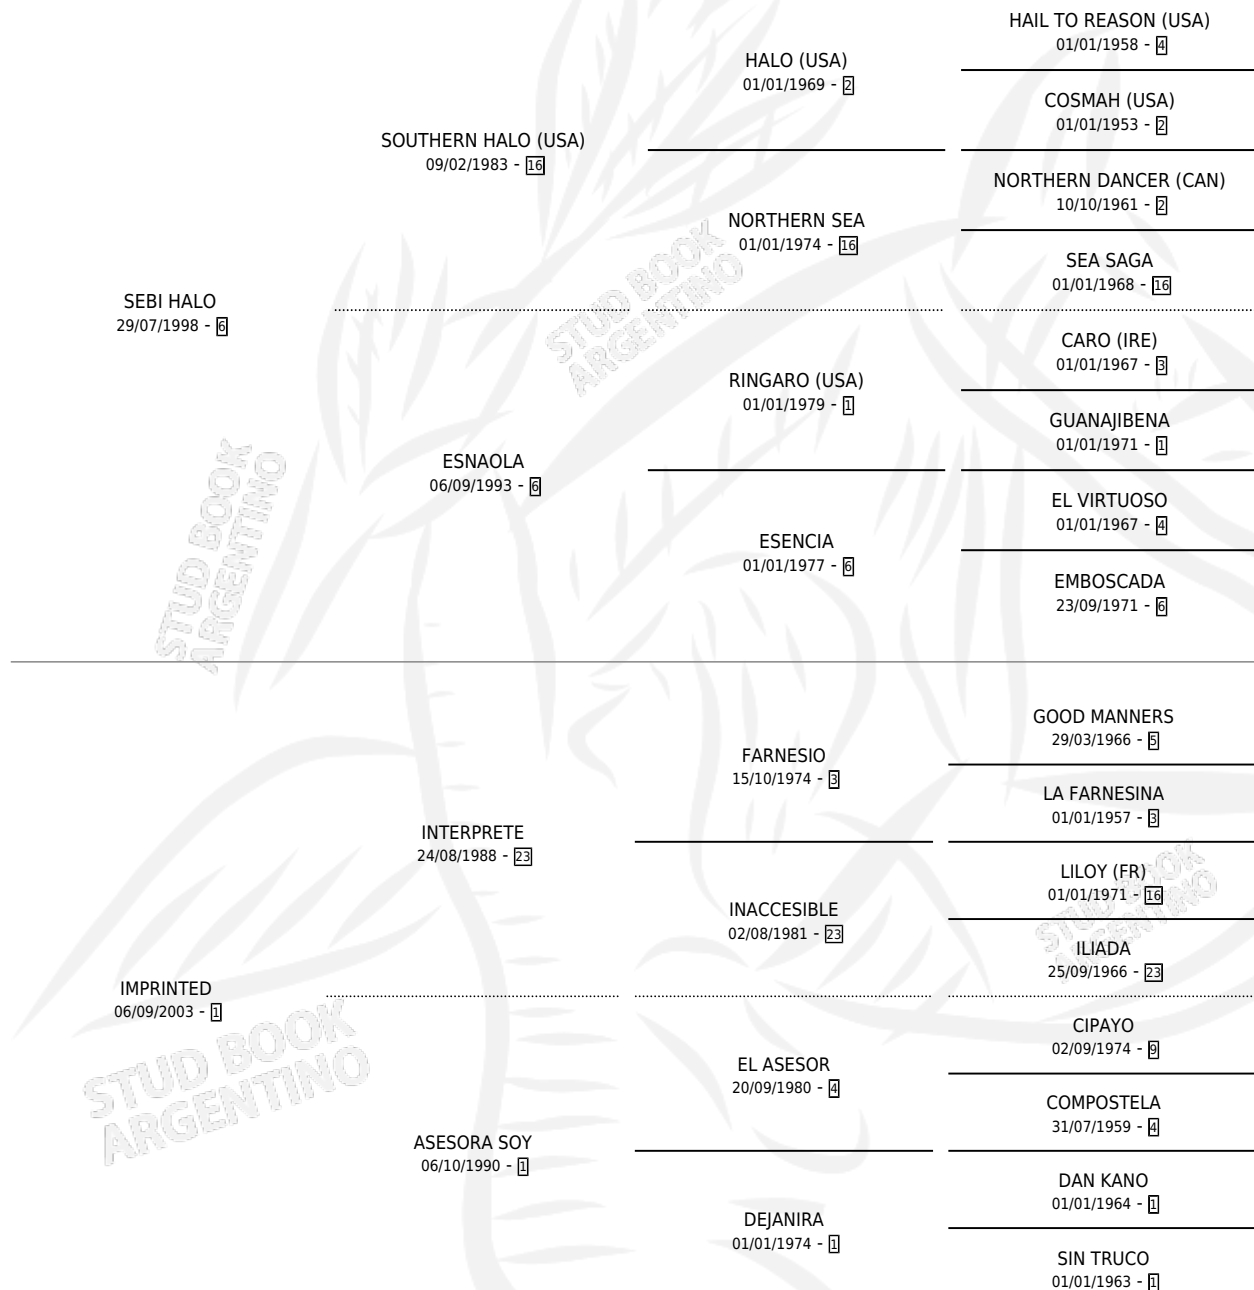 HAIL TO REASON (USA)
01/01/1958 - 4
HALO (USA)
01/01/1969 - 2
COSMAH (USA)
01/01/1953 - 2
SOUTHERN HALO (USA)
09/02/1983 - 16
NORTHERN DANCER (CAN)
10/10/1961 - 2
NORTHERN SEA
01/01/1974 - 16
SEA SAGA
01/01/1968 - 16
SEBI HALO
29/07/1998 - 6
CARO (IRE)
01/01/1967 - 3
RINGARO (USA)
01/01/1979 - 1
GUANAJIBENA
01/01/1971 - 1
ESNAOLA
06/09/1993 - 6
EL VIRTUOSO
01/01/1967 - 4
ESENCIA
01/01/1977 - 6
EMBOSCADA
23/09/1971 - 6
STUD BOOK
ARGENTINO
STUD BOOK
ARGENTINO
GOOD MANNERS
29/03/1966 - 5
FARNESIO
15/10/1974 - 3
LA FARNESINA
01/01/1957 - 3
INTERPRETE
24/08/1988 - 23
LILOY (FR)
01/01/1971 - 16
INACCESIBLE
02/08/1981 - 23
ILIADA
25/09/1966 - 23
STUD BOOK
ARGENTINO
IMPRINTED
06/09/2003 - 1
CIPAYO
02/09/1974 - 9
EL ASESOR
20/09/1980 - 4
COMPOSTELA
31/07/1959 - 4
ASESORA SOY
06/10/1990 - 1
DAN KANO
01/01/1964 - 1
DEJANIRA
01/01/1974 - 1
SIN TRUCO
01/01/1963 - 1
STUD BOOK
ARGENTINO